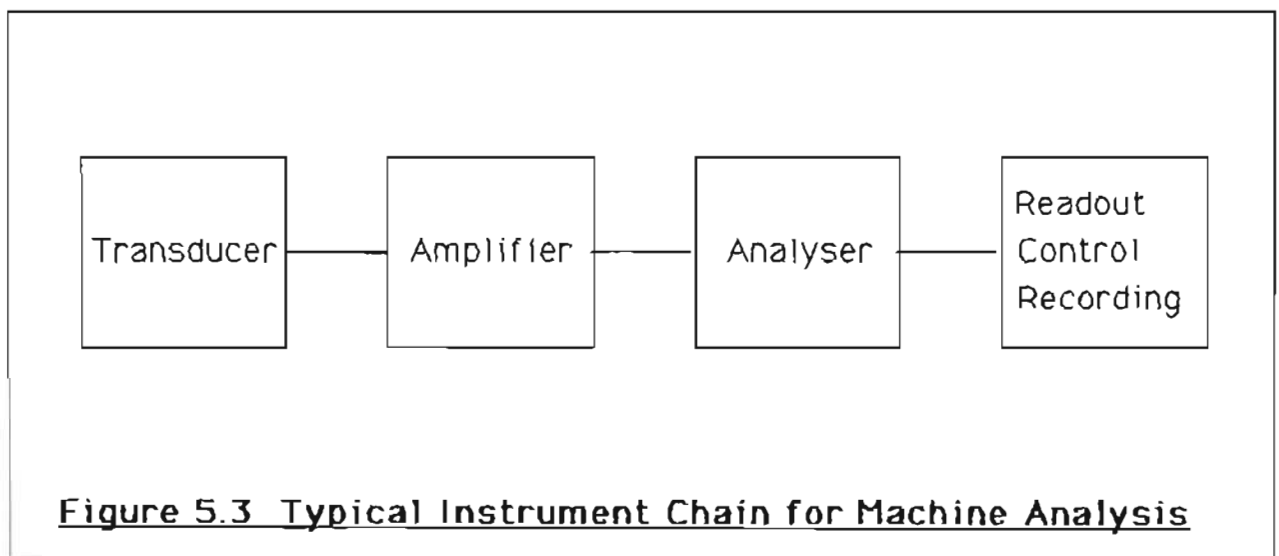 Transducer
Amplifier
Analyser
Readout
Control
Recording
Figure 5.3 Typical Instrument Chain for Machine Analysis